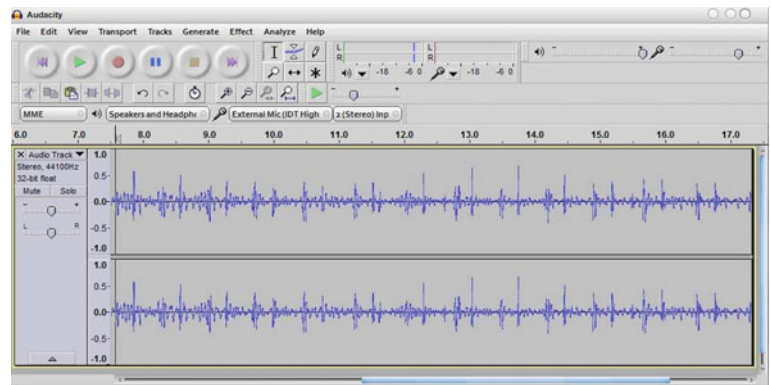 Audacity
File Edit View Transport Tracks Generate Effect Analyze Help
L
R
-18 -6 0
L
R
-18 -6 0
MME
Speakers and Headpho
External Mic (IDT High
2 (Stereo) Inp
6.0 7.0 8.0 9.0 10.0 11.0 12.0 13.0 14.0 15.0 16.0 17.0
X Audio Track
Stereo, 44100Hz
32-bit float
Mute Solo
- +
L R
1.0
0.5-
0.0-
-0.5-
-1.0
1.0
0.5-
0.0-
-0.5-
-1.0